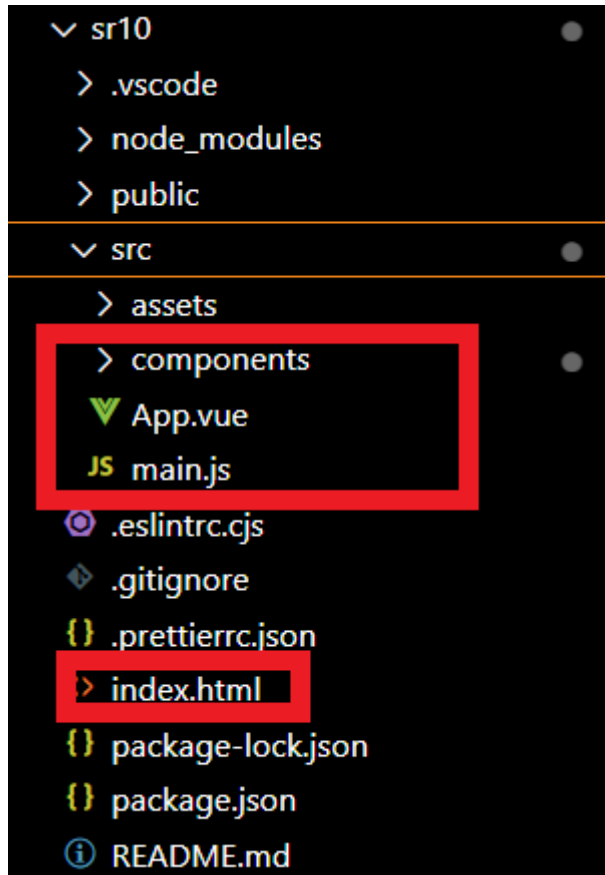 sr10
.vscode
node_modules
public
src
assets
components
App.vue
JS main.js
.eslintrc.cjs
.gitignore
{} .prettierrc.json
index.html
{} package-lock.json
{} package.json
README.md